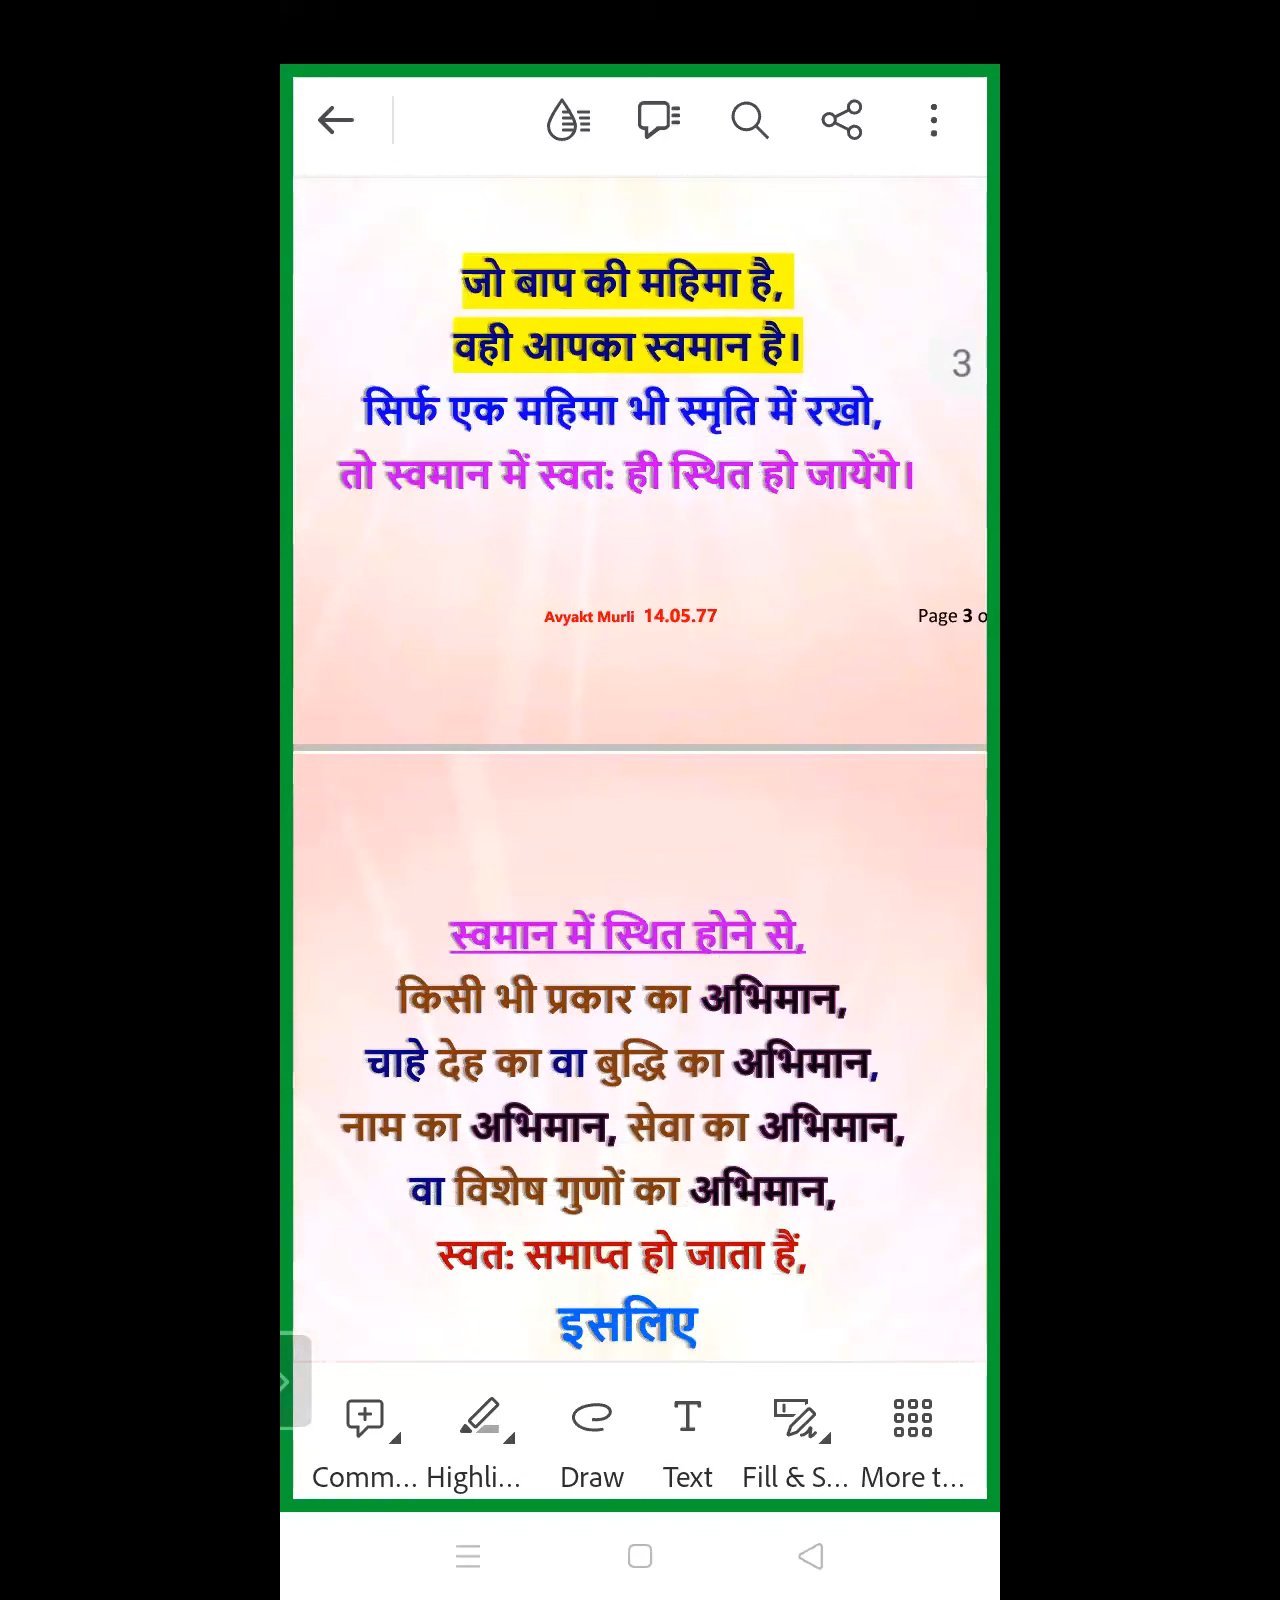 जो बाप की महिमा है,
वही आपका स्वमान है।
3
सिर्फ एक महिमा भी स्मृति में रखो,
तो स्वमान में स्वत: ही स्थित हो जायेंगे।
Avyakt Murli 14.05.77
Page 3 o
स्वमान में स्थित होने से,
किसी भी प्रकार का अभिमान,
चाहे देह का वा बुद्धि का अभिमान,
नाम का अभिमान, सेवा का अभिमान,
वा विशेष गुणों का अभिमान,
स्वत: समाप्त हो जाता हैं,
इसलिए
Comm... Highli... Draw Text Fill & S... More t...